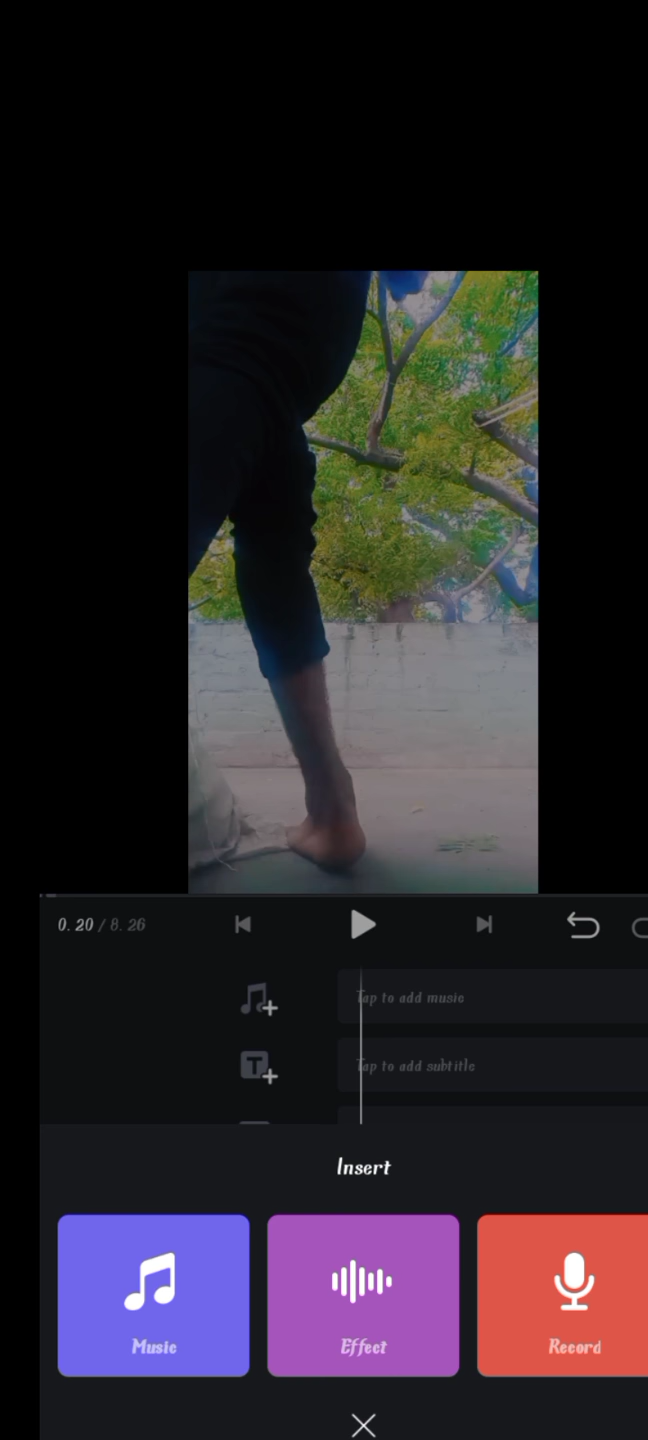 0.20 / 8.26
Tap to add music
T
Tap to add subtitle
Insert
Music
Effect
Record